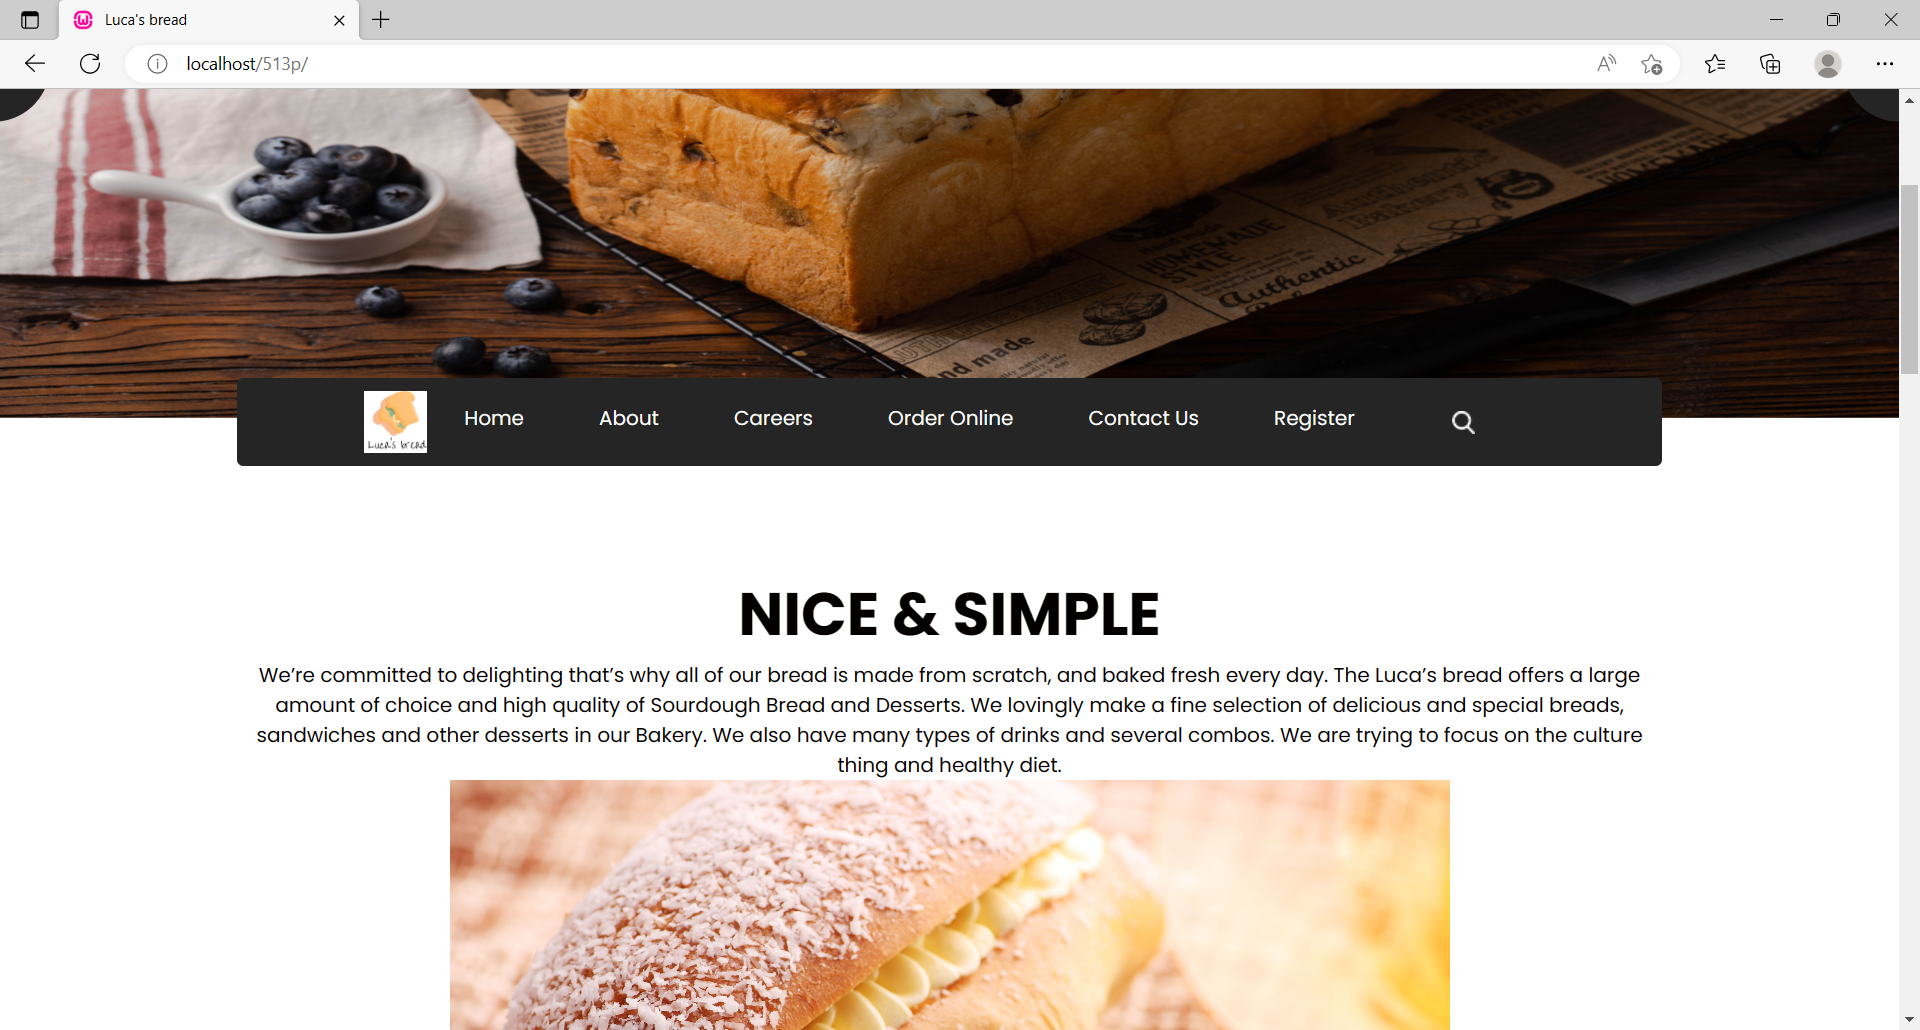 Luca's bread
localhost/513p/
HOMEMADE
STYLE
Authentic
nd made
Luca's bread
Home
About
Careers
Order Online
Contact Us
Register
NICE & SIMPLE
We’re committed to delighting that’s why all of our bread is made from scratch, and baked fresh every day. The Luca’s bread offers a large
amount of choice and high quality of Sourdough Bread and Desserts. We lovingly make a fine selection of delicious and special breads,
sandwiches and other desserts in our Bakery. We also have many types of drinks and several combos. We are trying to focus on the culture
thing and healthy diet.